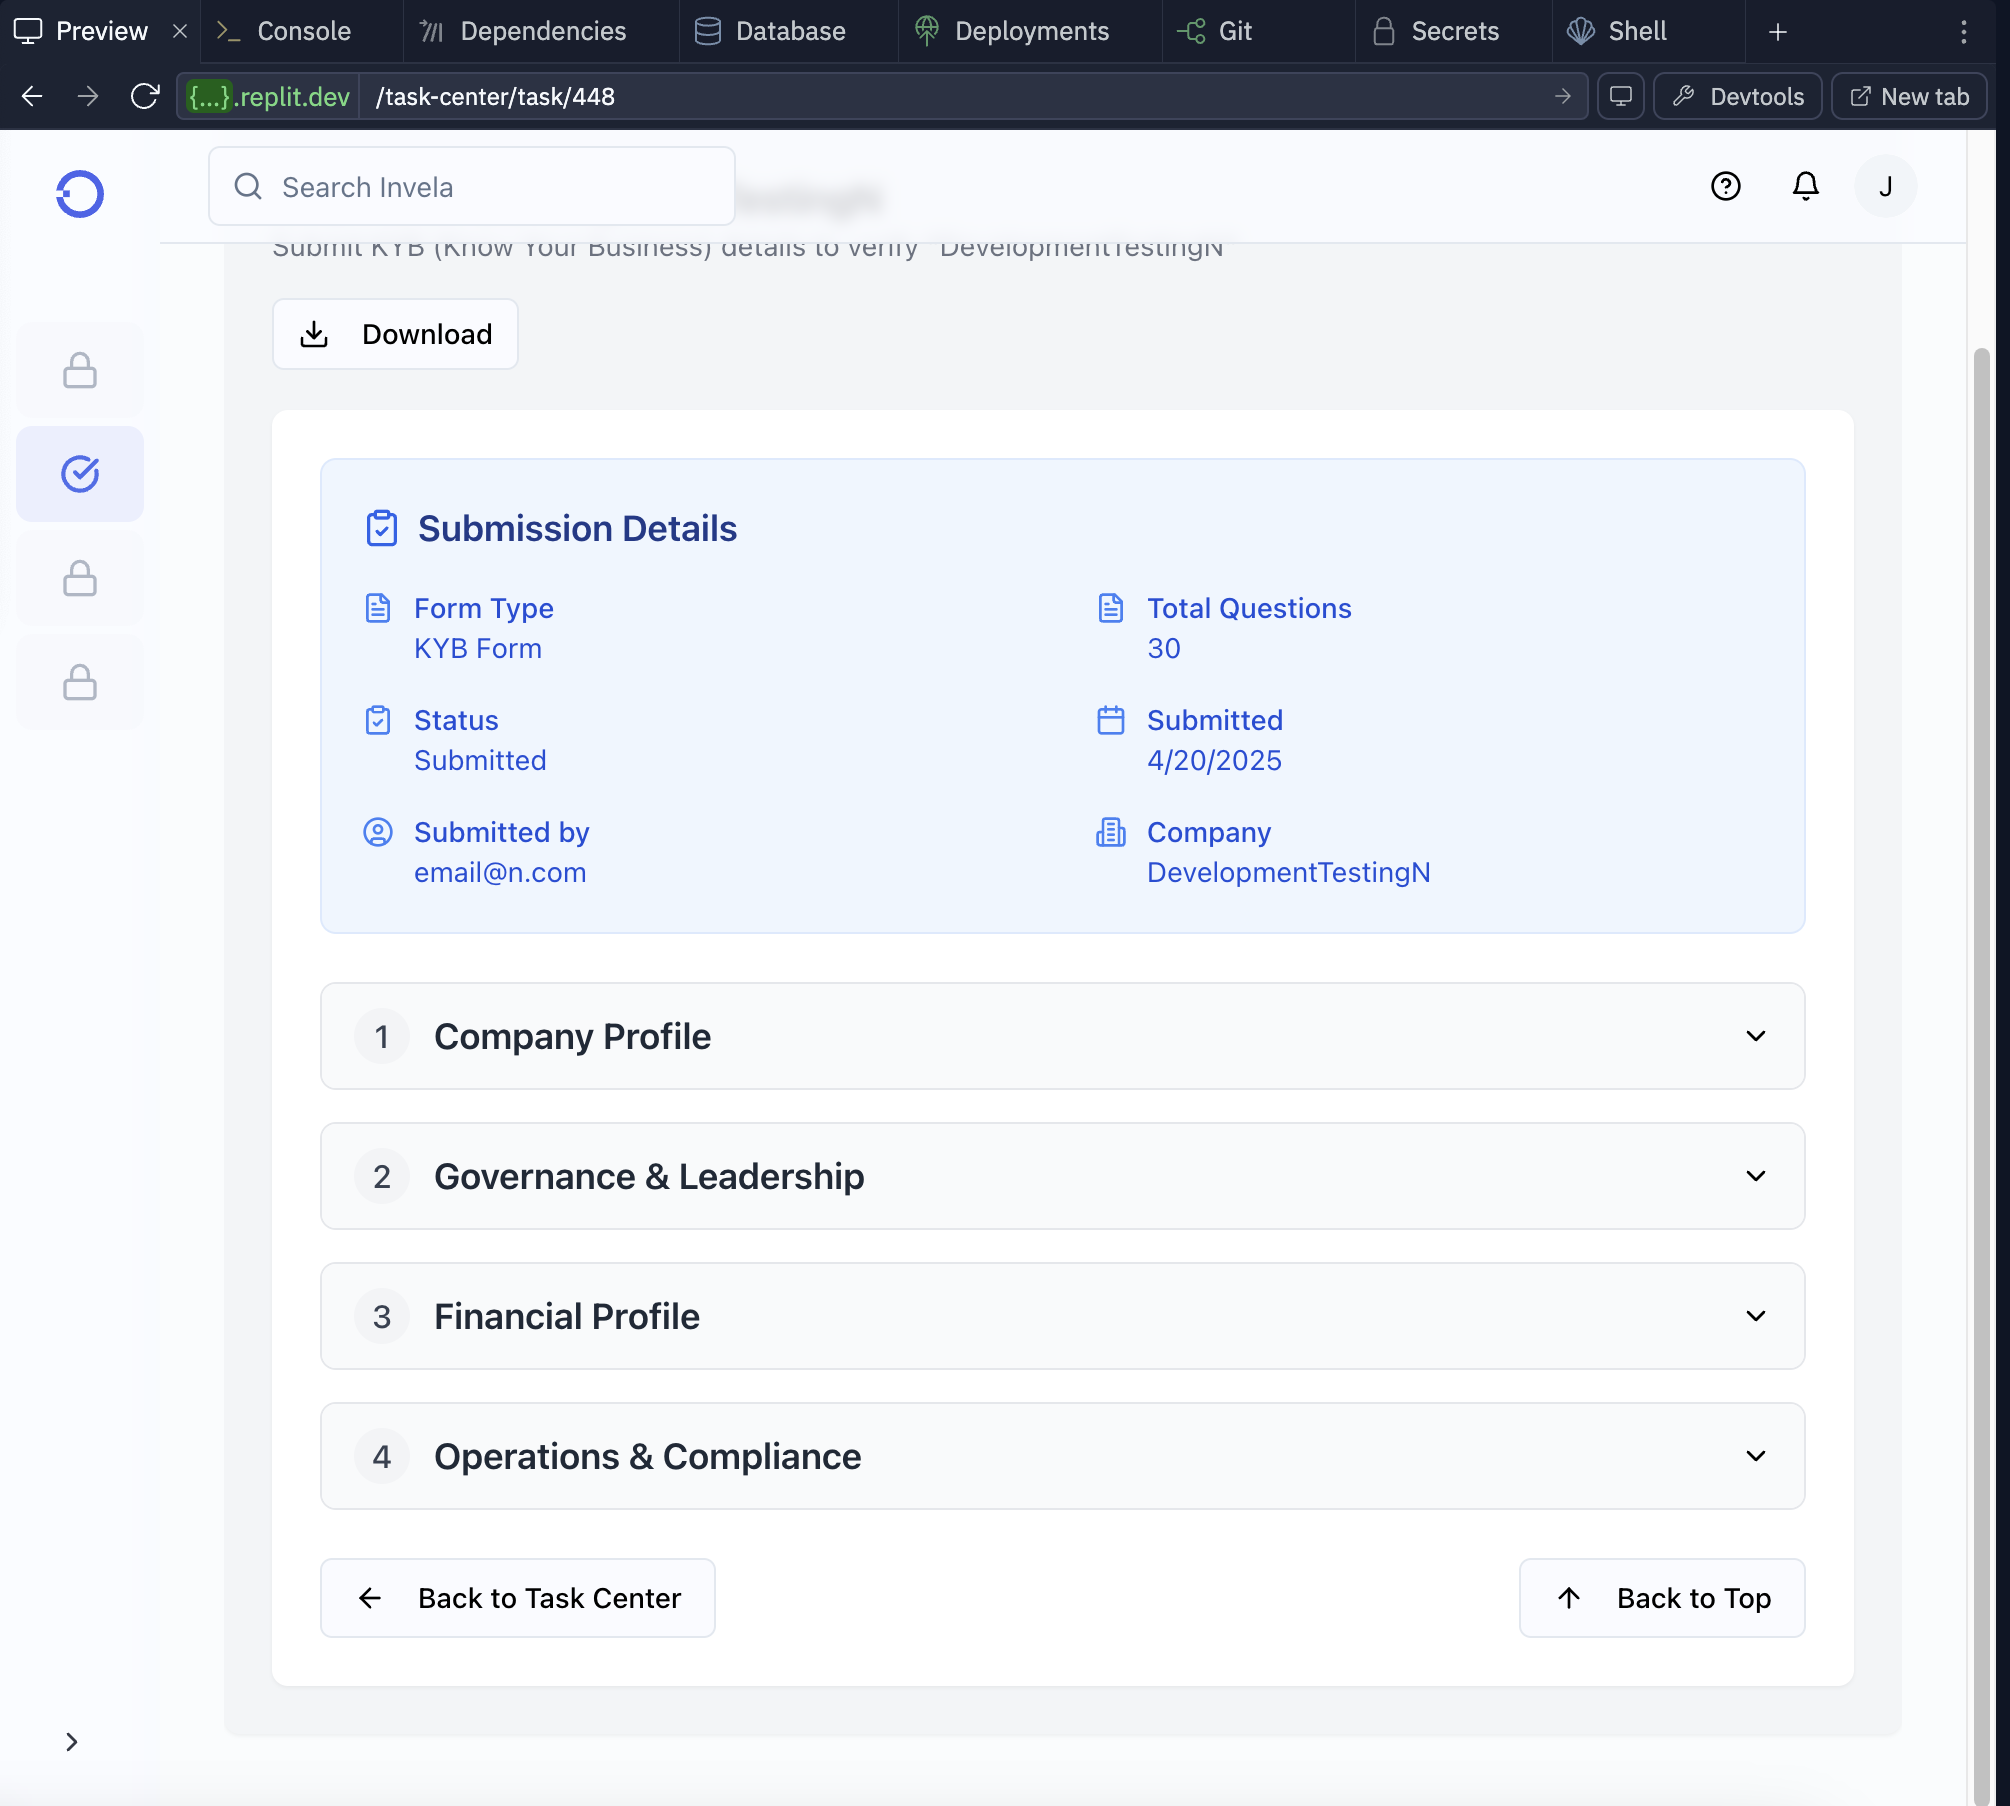 Preview
Console
Dependencies
Database
Deployments
Git
Secrets
Shell
{...}.replit.dev
/task-center/task/448
Devtools
New tab
Search Invela
J
Submit KYB (Know Your Business) details to verify DevelopmentTestingN
Download
Submission Details
Form Type
KYB Form
Total Questions
30
Status
Submitted
Submitted
4/20/2025
Submitted by
email@n.com
Company
DevelopmentTestingN
1 Company Profile
2 Governance & Leadership
3 Financial Profile
4 Operations & Compliance
Back to Task Center
Back to Top